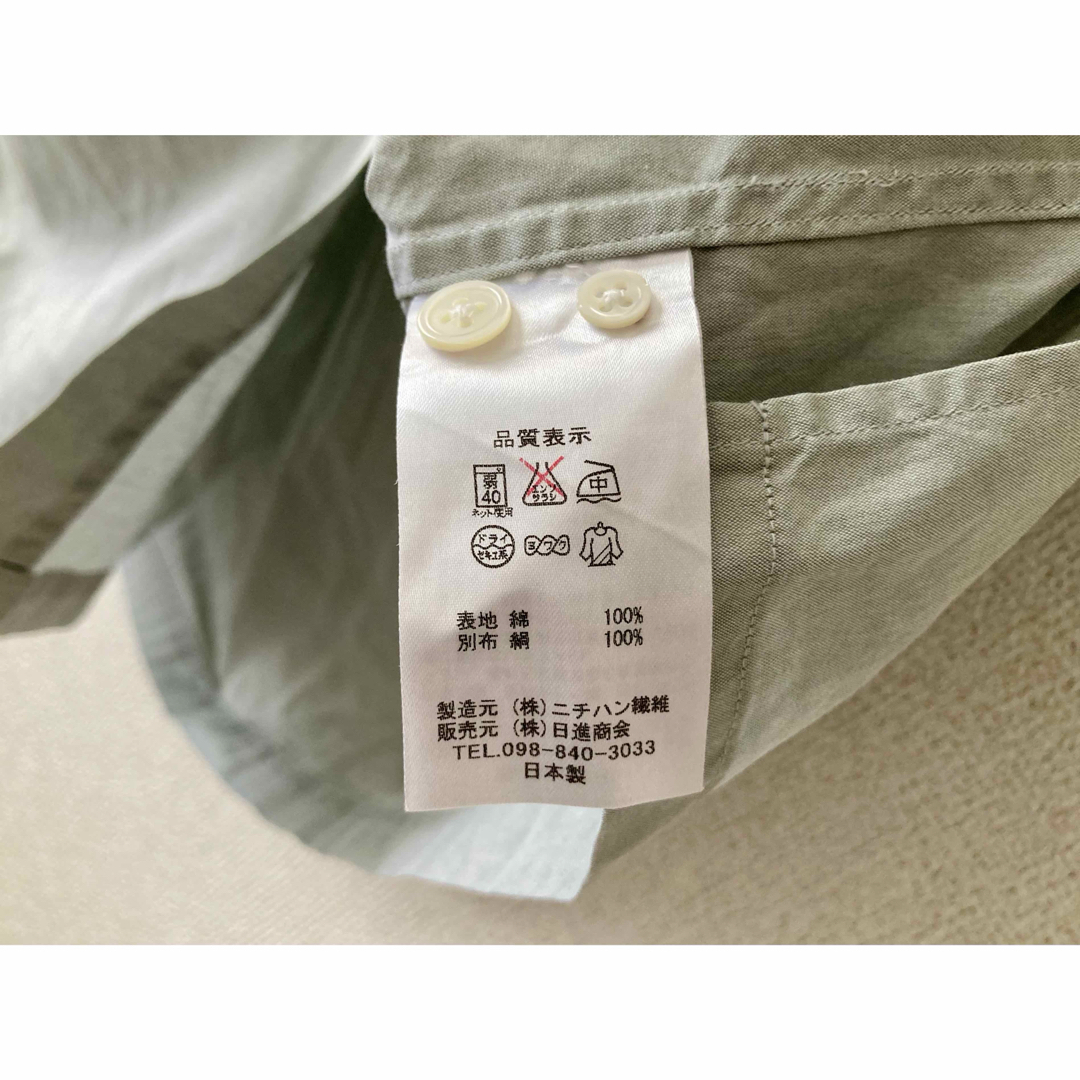 品質表示
弱
40
ネット使用
エンソ
サラシ
中
ドライ
セキユ系
ヨワク
表地 綿 100%
別布 絹 100%
製造元 (株)ニチハン繊維
販売元 (株)日進商会
TEL.098-840-3033
日本製